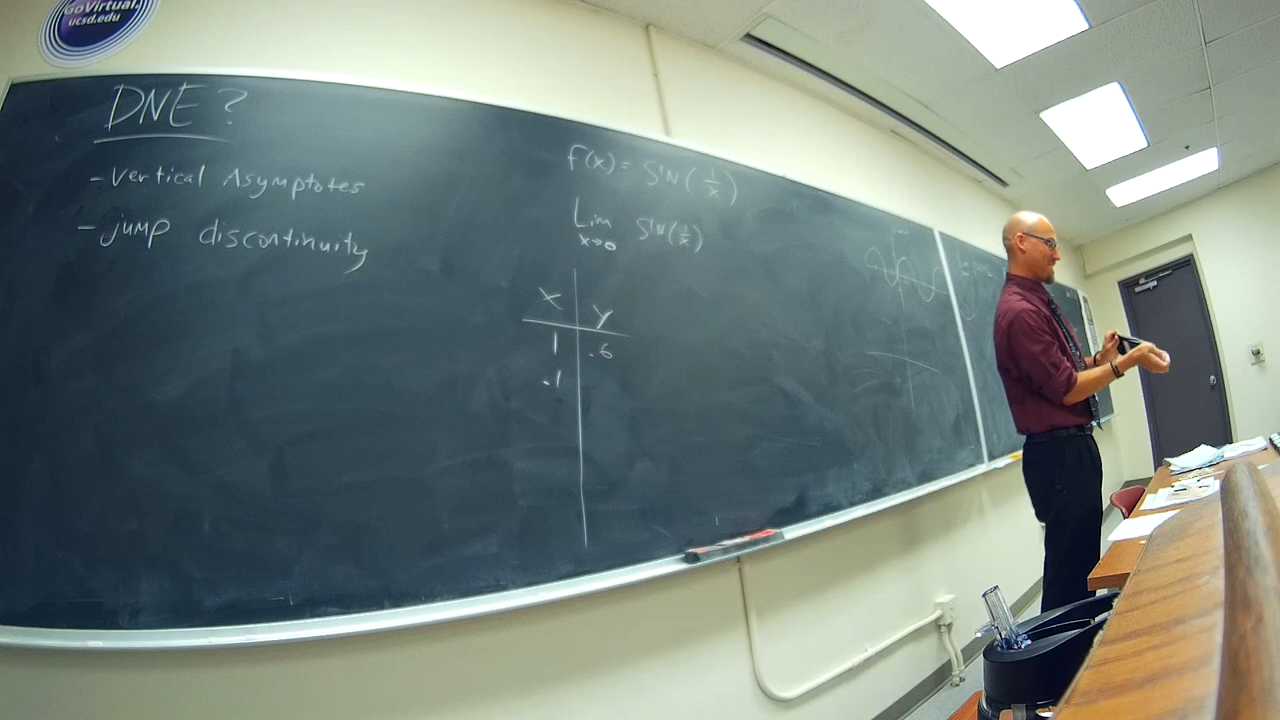 GoVirtual.
ucsd.edu
DNE?
- Vertical Asymptotes
- jump discontinuity
f(x) = SIN(1/x)
Lim x→0 SIN(1/x)
x y
1 .6
.1